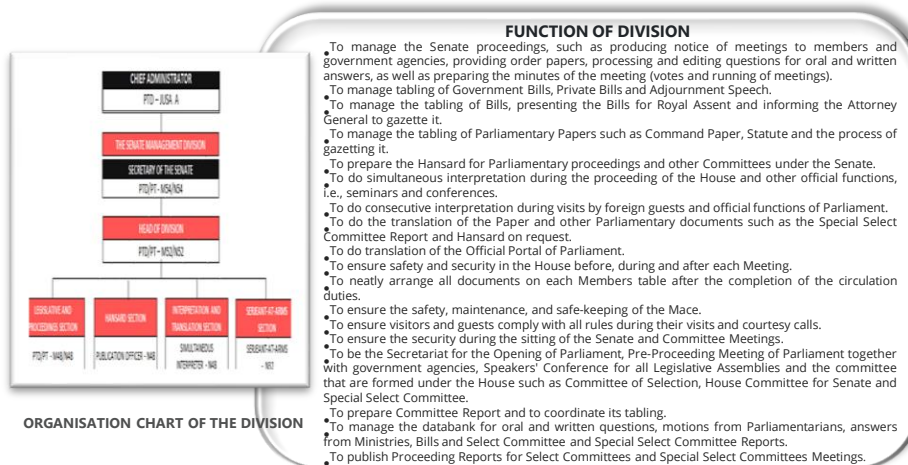 FUNCTION OF DIVISION
•To manage the Senate proceedings, such as producing notice of meetings to members and
government agencies, providing order papers, processing and editing questions for oral and written
answers, as well as preparing the minutes of the meeting (votes and running of meetings).
•To manage tabling of Government Bills, Private Bills and Adjournment Speech.
•To manage the tabling of Bills, presenting the Bills for Royal Assent and informing the Attorney
General to gazette it.
•To manage the tabling of Parliamentary Papers such as Command Paper, Statute and the process of
gazetting it.
•To prepare the Hansard for Parliamentary proceedings and other Committees under the Senate.
•To do simultaneous interpretation during the proceeding of the House and other official functions,
i.e., seminars and conferences.
•To do consecutive interpretation during visits by foreign guests and official functions of Parliament.
•To do the translation of the Paper and other Parliamentary documents such as the Special Select
Committee Report and Hansard on request.
•To do translation of the Official Portal of Parliament.
•To ensure safety and security in the House before, during and after each Meeting.
•To neatly arrange all documents on each Members table after the completion of the circulation
duties.
•To ensure the safety, maintenance, and safe-keeping of the Mace.
•To ensure visitors and guests comply with all rules during their visits and courtesy calls.
•To ensure the security during the sitting of the Senate and Committee Meetings.
•To be the Secretariat for the Opening of Parliament, Pre-Proceeding Meeting of Parliament together
with government agencies, Speakers' Conference for all Legislative Assemblies and the committee
that are formed under the House such as Committee of Selection, House Committee for Senate and
Special Select Committee.
•To prepare Committee Report and to coordinate its tabling.
•To manage the databank for oral and written questions, motions from Parliamentarians, answers
from Ministries, Bills and Select Committee and Special Select Committee Reports.
•To publish Proceeding Reports for Select Committees and Special Select Committees Meetings.
CHIEF ADMINISTRATOR
PTD – JUSA A
THE SENATE MANAGEMENT DIVISION
SECRETARY OF THE SENATE
PTD/PT - M54/N54
HEAD OF DIVISION
PTD/PT – M52/N52
LEGISLATIVE AND
PROCEEDINGS SECTION
PTD/PT - M48/N48
HANSARD SECTION
PUBLICATION OFFICER - N48
INTERPRETATION AND
TRANSLATION SECTION
SIMULTANEOUS
INTERPRETER - N48
SERJEANT-AT-ARMS
SECTION
SERJEANT-AT-ARMS
– N32
ORGANISATION CHART OF THE DIVISION